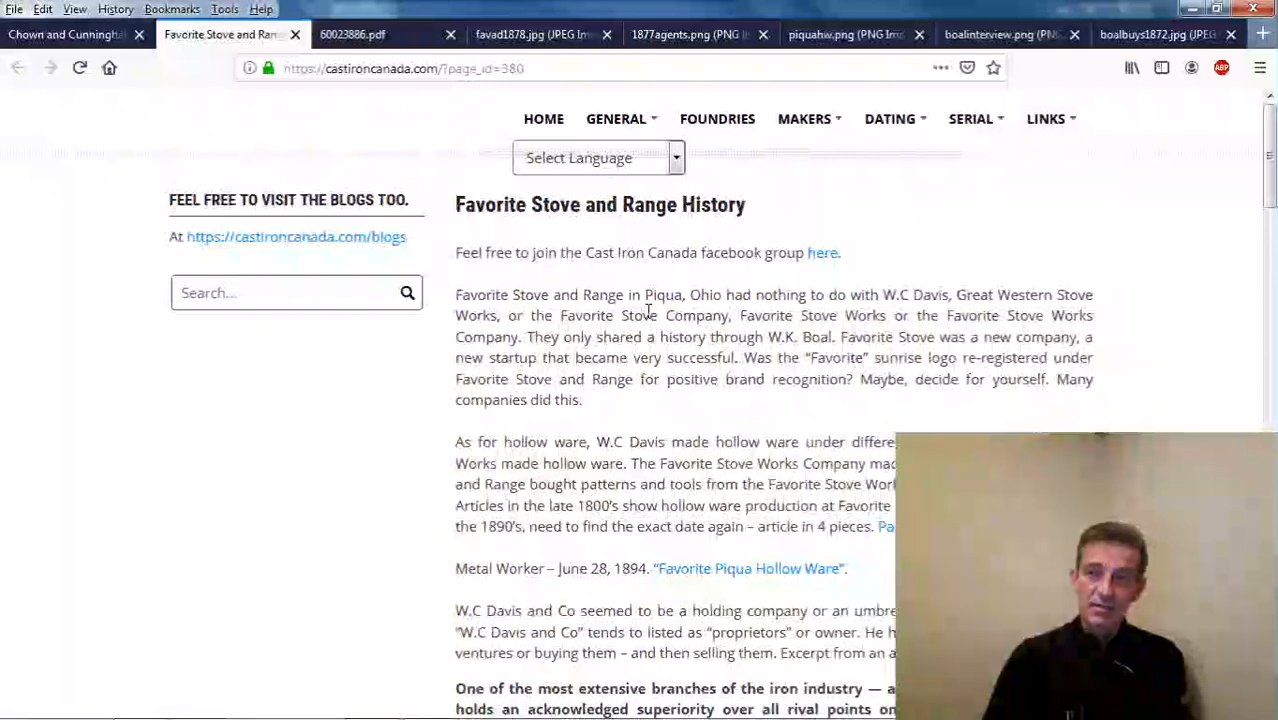 File Edit View History Bookmarks Tools Help
Chown and Cunningha
Favorite Stove and Ran
60023886.pdf
favad1878.jpg (JPEG Im
1877agents.png (PNG I
piquahw.png (PNG Ima
boalinterview.png (PN
boalbuys1872.jpg (JPEG
https://castironcanada.com/?page_id=380
ABP
HOME GENERAL FOUNDRIES MAKERS DATING SERIAL LINKS
Select Language
FEEL FREE TO VISIT THE BLOGS TOO.
At https://castironcanada.com/blogs
Search...
Favorite Stove and Range History
Feel free to join the Cast Iron Canada facebook group here.
Favorite Stove and Range in Piqua, Ohio had nothing to do with W.C Davis, Great Western Stove
Works, or the Favorite Stove Company, Favorite Stove Works or the Favorite Stove Works
Company. They only shared a history through W.K. Boal. Favorite Stove was a new company, a
new startup that became very successful. Was the “Favorite” sunrise logo re-registered under
Favorite Stove and Range for positive brand recognition? Maybe, decide for yourself. Many
companies did this.
As for hollow ware, W.C Davis made hollow ware under differe
Works made hollow ware. The Favorite Stove Works Company mad
and Range bought patterns and tools from the Favorite Stove Wor
Articles in the late 1800’s show hollow ware production at Favorite
the 1890’s, need to find the exact date again – article in 4 pieces. Pa
Metal Worker – June 28, 1894. “Favorite Piqua Hollow Ware”.
W.C Davis and Co seemed to be a holding company or an umbre
“W.C Davis and Co” tends to listed as “proprietors” or owner. He h
ventures or buying them – and then selling them. Excerpt from an a
One of the most extensive branches of the iron industry — a
holds an acknowledged superiority over all rival points on